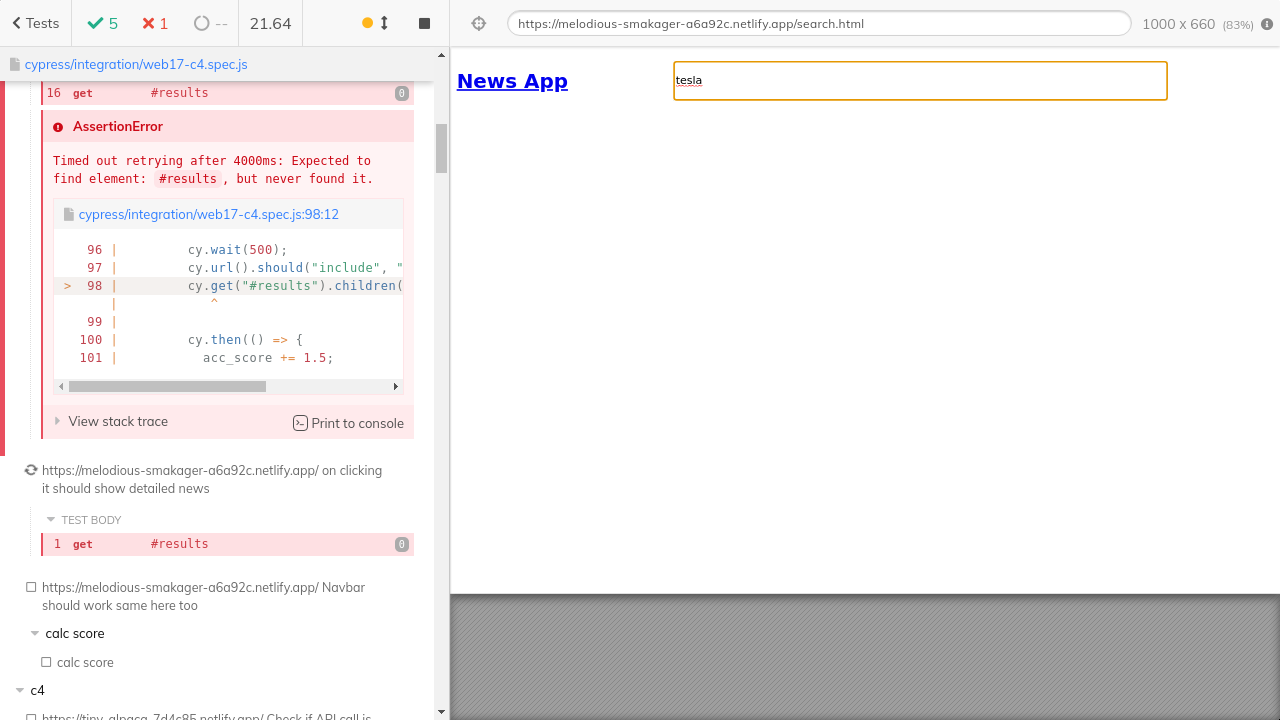 Tests
5
1
--
21.64
https://melodious-smakager-a6a92c.netlify.app/search.html
1000 x 660 (83%)
cypress/integration/web17-c4.spec.js
16 get #results 0
AssertionError
Timed out retrying after 4000ms: Expected to
find element: #results, but never found it.
cypress/integration/web17-c4.spec.js:98:12
96 | cy.wait(500);
97 | cy.url().should("include", "
> 98 | cy.get("#results").children(
| ^
99 |
100 | cy.then(() => {
101 | acc_score += 1.5;
View stack trace
Print to console
https://melodious-smakager-a6a92c.netlify.app/ on clicking
it should show detailed news
TEST BODY
1 get #results 0
https://melodious-smakager-a6a92c.netlify.app/ Navbar
should work same here too
calc score
calc score
c4
https://tiny-alpaca-7d4c85.netlify.app/ Check if API call is
News App
tesla